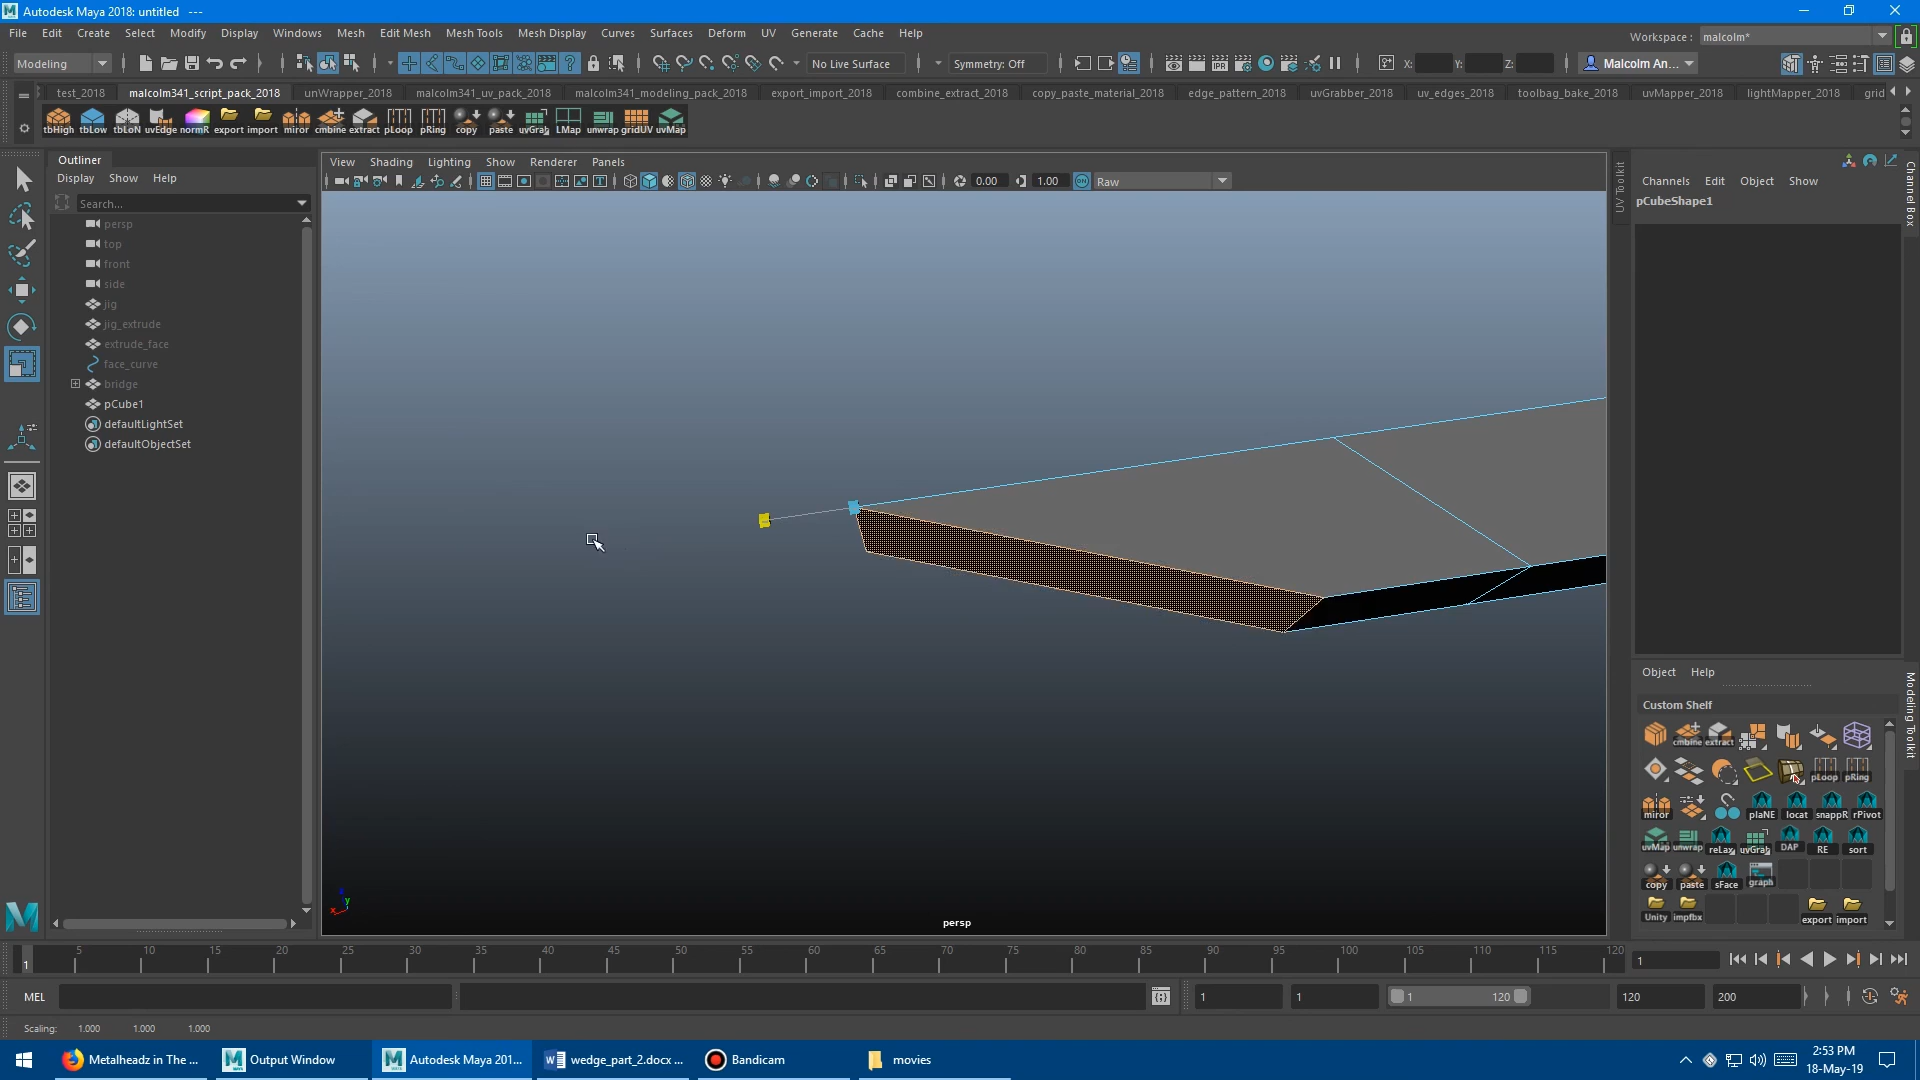 Autodesk Maya 2018: untitled   ---
File Edit Create Select Modify Display Windows Mesh Edit Mesh Mesh Tools Mesh Display Curves Surfaces Deform UV Generate Cache Help
Workspace : malcolm*
Modeling No Live Surface Symmetry: Off X: Y: Z: Malcolm An...
test_2018 malcolm341_script_pack_2018 unWrapper_2018 malcolm341_uv_pack_2018 malcolm341_modeling_pack_2018 export_import_2018 combine_extract_2018 copy_paste_material_2018 edge_pattern_2018 uvGrabber_2018 uv_edges_2018 toolbag_bake_2018 uvMapper_2018 lightMapper_2018 grid
tbHigh tbLow tbLoN uvEdge normR export import miror cmbine extract pLoop pRing copy paste uvGrat LMap unwrap gridUV uvMap
Outliner
Display Show Help
Search...
persp
top
front
side
jig
jig_extrude
extrude_face
face_curve
bridge
pCube1
defaultLightSet
defaultObjectSet
View Shading Lighting Show Renderer Panels
0.00 1.00 Raw
persp
UV Toolkit
Channels Edit Object Show
pCubeShape1
Channel Box
Object Help
Custom Shelf
cmbine extract
pLoop pRing
miror plaNE locat snappR rPivot
uvMap unwrap reLax uvGrat DAP RE sort
copy paste sFace graph
Unity impfbx export import
Modeling Toolkit
1 5 10 15 20 25 30 35 40 45 50 55 60 65 70 75 80 85 90 95 100 105 110 115 120 1
MEL 1 1 1 120 120 200
Scaling: 1.000 1.000 1.000
Metalheadz in The ... Output Window Autodesk Maya 201... wedge_part_2.docx ... Bandicam movies
2:53 PM
18-May-19